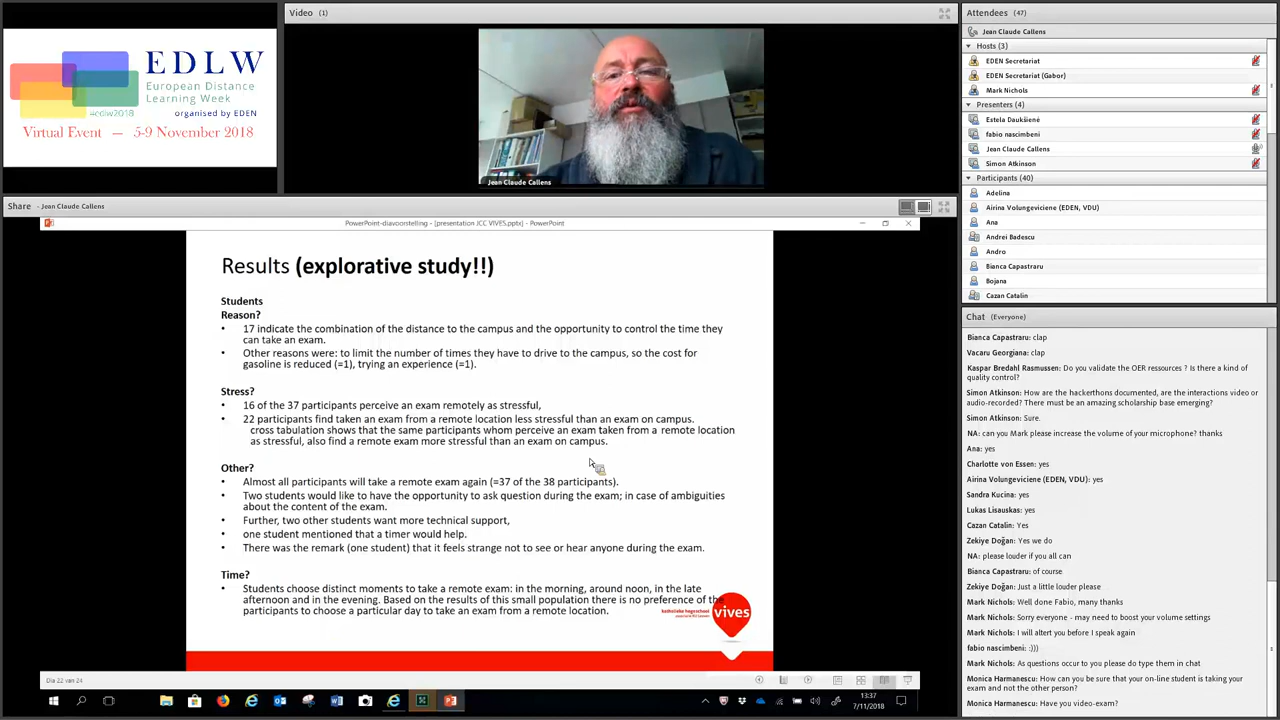 Video (1)
EDLW
European Distance
Learning Week
#edlw2018
organised by EDEN
Virtual Event — 5-9 November 2018
Jean Claude Callens
Share - Jean Claude Callens
PowerPoint-diavoorstelling - [presentation JCC VIVES.pptx] - PowerPoint
Results (explorative study!!)
Students
Reason?
• 17 indicate the combination of the distance to the campus and the opportunity to control the time they
can take an exam.
• Other reasons were: to limit the number of times they have to drive to the campus, so the cost for
gasoline is reduced (=1), trying an experience (=1).
Stress?
• 16 of the 37 participants perceive an exam remotely as stressful,
• 22 participants find taken an exam from a remote location less stressful than an exam on campus.
cross tabulation shows that the same participants whom perceive an exam taken from a remote location
as stressful, also find a remote exam more stressful than an exam on campus.
Other?
• Almost all participants will take a remote exam again (=37 of the 38 participants).
• Two students would like to have the opportunity to ask question during the exam; in case of ambiguities
about the content of the exam.
• Further, two other students want more technical support,
• one student mentioned that a timer would help.
• There was the remark (one student) that it feels strange not to see or hear anyone during the exam.
Time?
• Students choose distinct moments to take a remote exam: in the morning, around noon, in the late
afternoon and in the evening. Based on the results of this small population there is no preference of the
participants to choose a particular day to take an exam from a remote location.
katholieke hogeschool
vives
Dia 22 van 24
13:37
7/11/2018
Attendees (47)
Jean Claude Callens
Hosts (3)
EDEN Secretariat
EDEN Secretariat (Gabor)
Mark Nichols
Presenters (4)
Estela Daukšienė
fabio nascimbeni
Jean Claude Callens
Simon Atkinson
Participants (40)
Adelina
Airina Volungeviciene (EDEN, VDU)
Ana
Andrei Badescu
Andro
Bianca Capastraru
Bojana
Cazan Catalin
Chat (Everyone)
Bianca Capastraru: clap
Vacaru Georgiana: clap
Kaspar Bredahl Rasmussen: Do you validate the OER ressources ? Is there a kind of
quality control?
Simon Atkinson: How are the hackerthons documented, are the interactions video or
audio-recorded? There must be an amazing scholarship base emerging?
Simon Atkinson: Sure.
NA: can you Mark please increase the volume of your microphone? thanks
Ana: yes
Charlotte von Essen: yes
Airina Volungeviciene (EDEN, VDU): yes
Sandra Kucina: yes
Lukas Lisauskas: yes
Cazan Catalin: Yes
Zekiye Doğan: Yes we do
NA: please louder if you all can
Bianca Capastraru: of course
Zekiye Doğan: Just a little louder please
Mark Nichols: Well done Fabio, many thanks
Mark Nichols: Sorry everyone - may need to boost your volume settings
Mark Nichols: I will altert you before I speak again
fabio nascimbeni: :)))
Mark Nichols: As questions occur to you please do type them in chat
Monica Harmanescu: How can you be sure that your on-line student is taking your
exam and not the other person?
Monica Harmanescu: Have you video-exam?